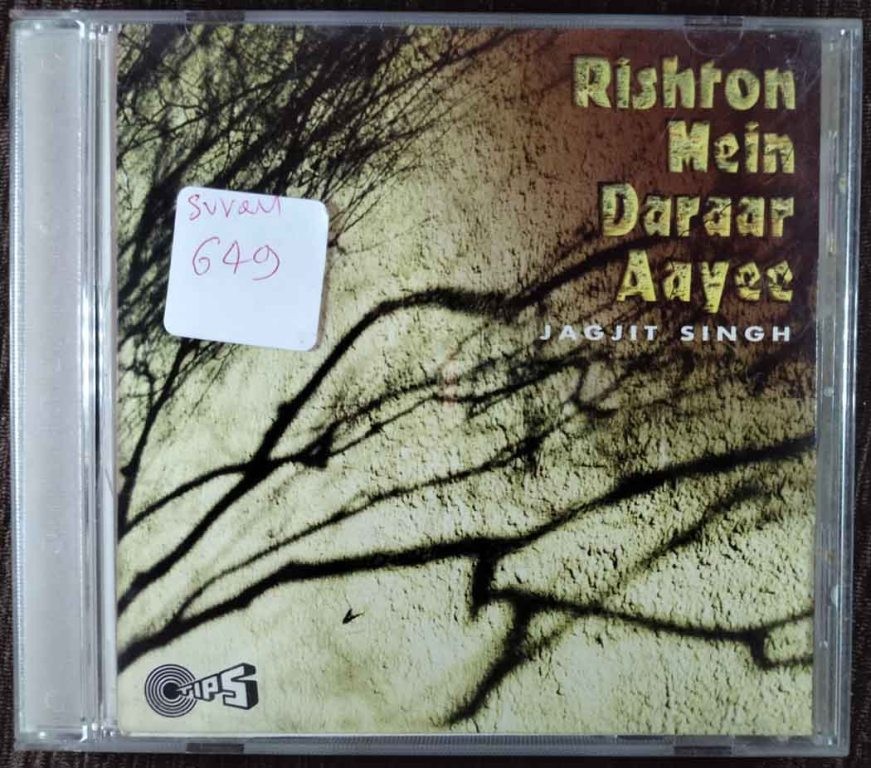 Rishton
Mein
Daraar
Aayee
JAGJIT SINGH
649
TIPS